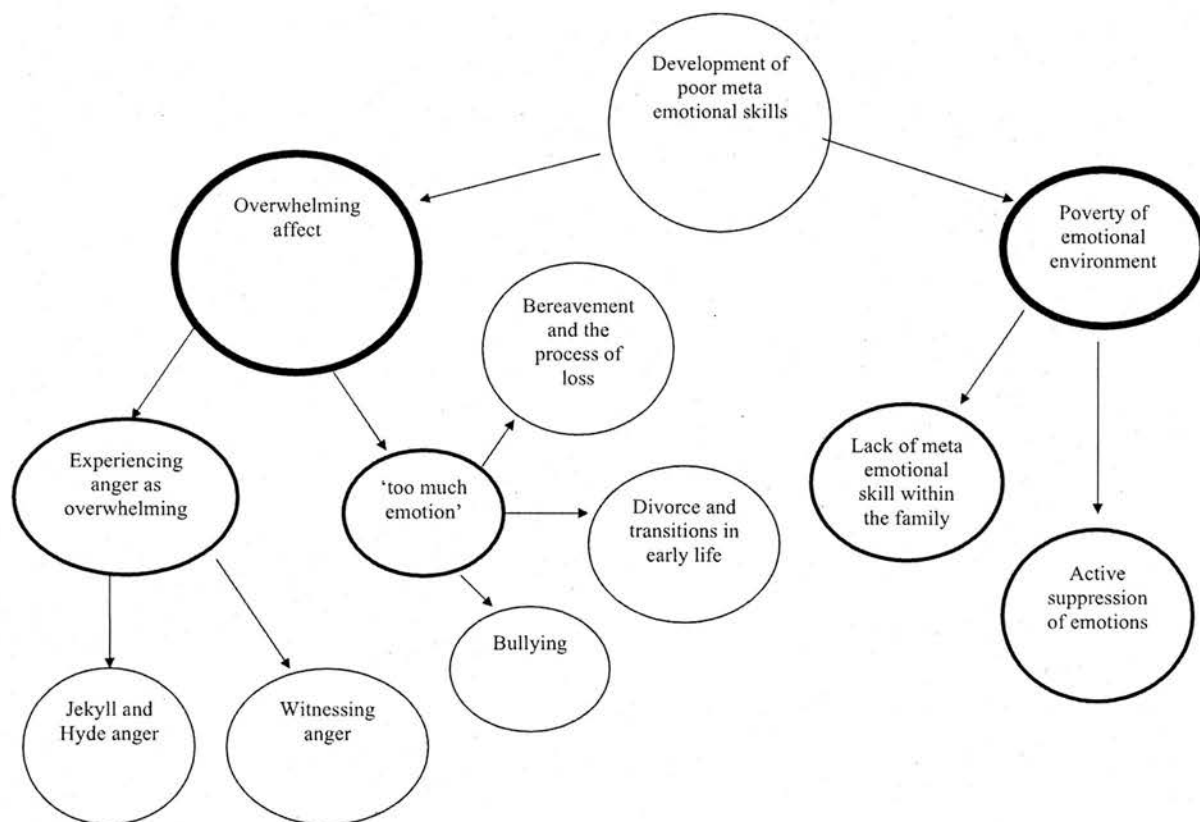 Development of
poor meta
emotional skills
Overwhelming
affect
Poverty of
emotional
environment
Bereavement
and the
process of
loss
Experiencing
anger as
overwhelming
'too much
emotion'
Divorce and
transitions in
early life
Lack of meta
emotional
skill within
the family
Active
suppression
of emotions
Bullying
Jekyll and
Hyde anger
Witnessing
anger